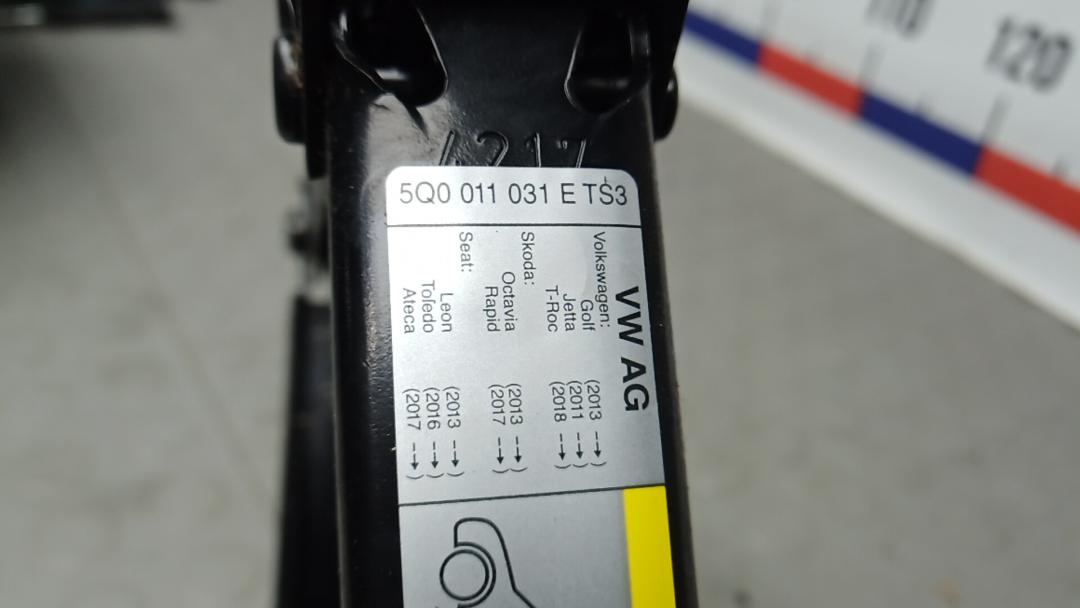 110
120
4217
5Q0 011 031 E TS3
VW AG
Volkswagen:
Golf (2013 -->)
Jetta (2011 -->)
T-Roc (2018 -->)
Skoda:
Octavia (2013 -->)
Rapid (2017 -->)
Seat:
Leon (2013 -->)
Toledo (2016 -->)
Ateca (2017 -->)